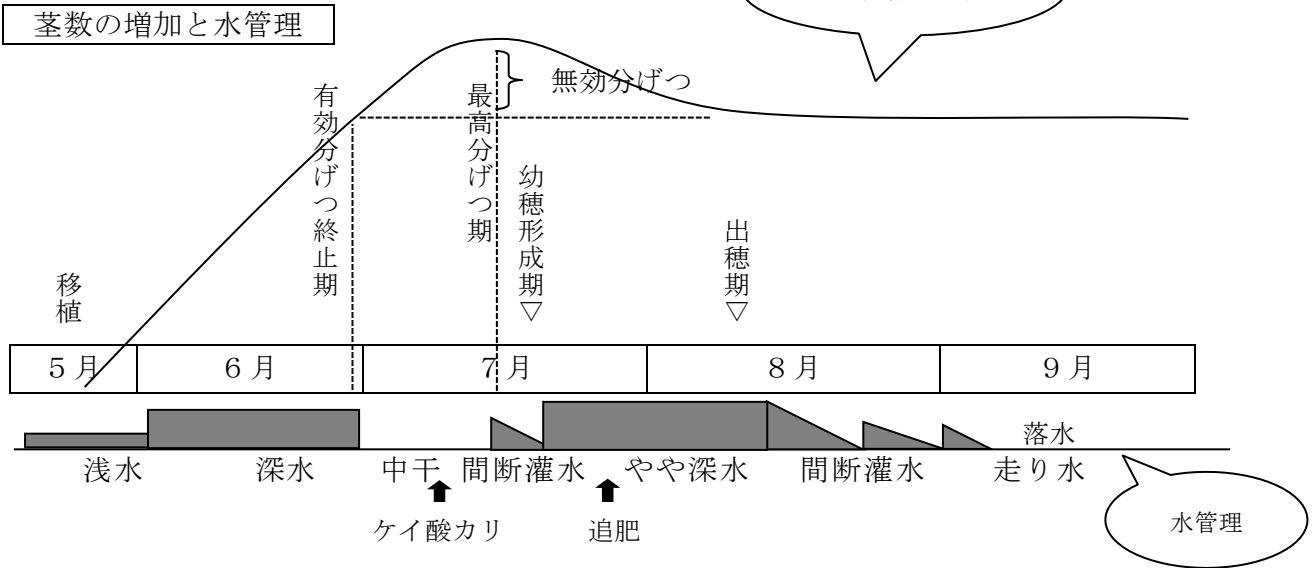 茎数の増加と水管理
無効分げつ
有効分げつ終止期
最高分げつ期
幼穂形成期▽
出穂期▽
移植
5月
6月
7月
8月
9月
落水
浅水
深水
中干
間断灌水
やや深水
間断灌水
走り水
ケイ酸カリ
追肥
水管理